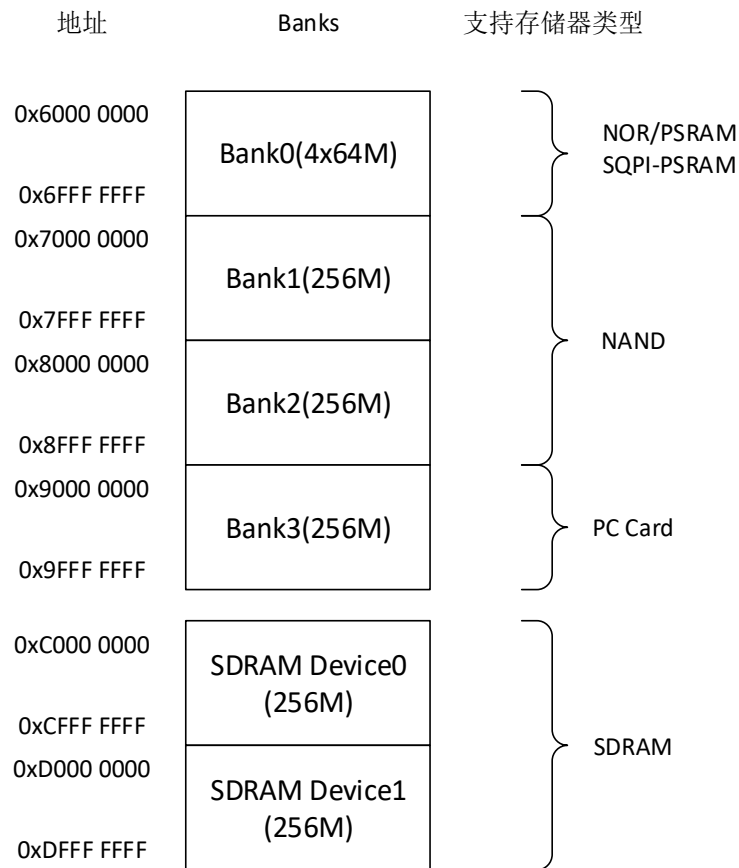 地址 Banks 支持存储器类型
0x6000 0000
Bank0(4x64M)
0x6FFF FFFF
NOR/PSRAM
SQPI-PSRAM
0x7000 0000
Bank1(256M)
0x7FFF FFFF
0x8000 0000
Bank2(256M)
0x8FFF FFFF
NAND
0x9000 0000
Bank3(256M)
0x9FFF FFFF
PC Card
0xC000 0000
SDRAM Device0
(256M)
0xCFFF FFFF
0xD000 0000
SDRAM Device1
(256M)
0xDFFF FFFF
SDRAM